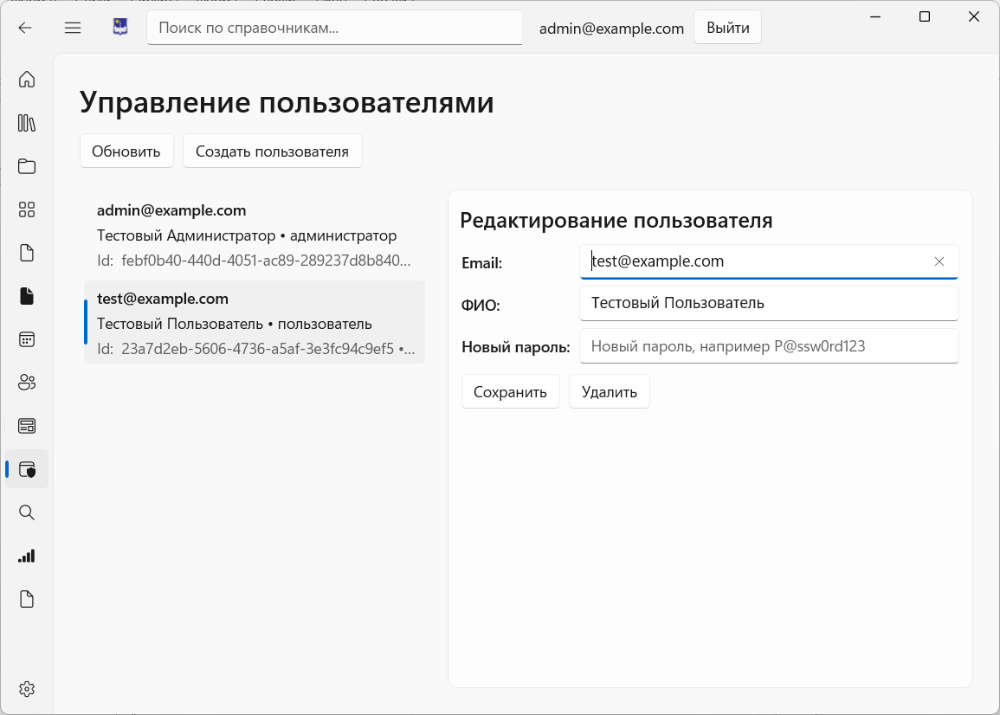 Поиск по справочникам...
admin@example.com
Выйти
Управление пользователями
Обновить
Создать пользователя
admin@example.com
Тестовый Администратор • администратор
Id: febf0b40-440d-4051-ac89-289237d8b840...
test@example.com
Тестовый Пользователь • пользователь
Id: 23a7d2eb-5606-4736-a5af-3e3fc94c9ef5 •...
Редактирование пользователя
Email:
test@example.com
ФИО:
Тестовый Пользователь
Новый пароль:
Новый пароль, например P@ssw0rd123
Сохранить
Удалить